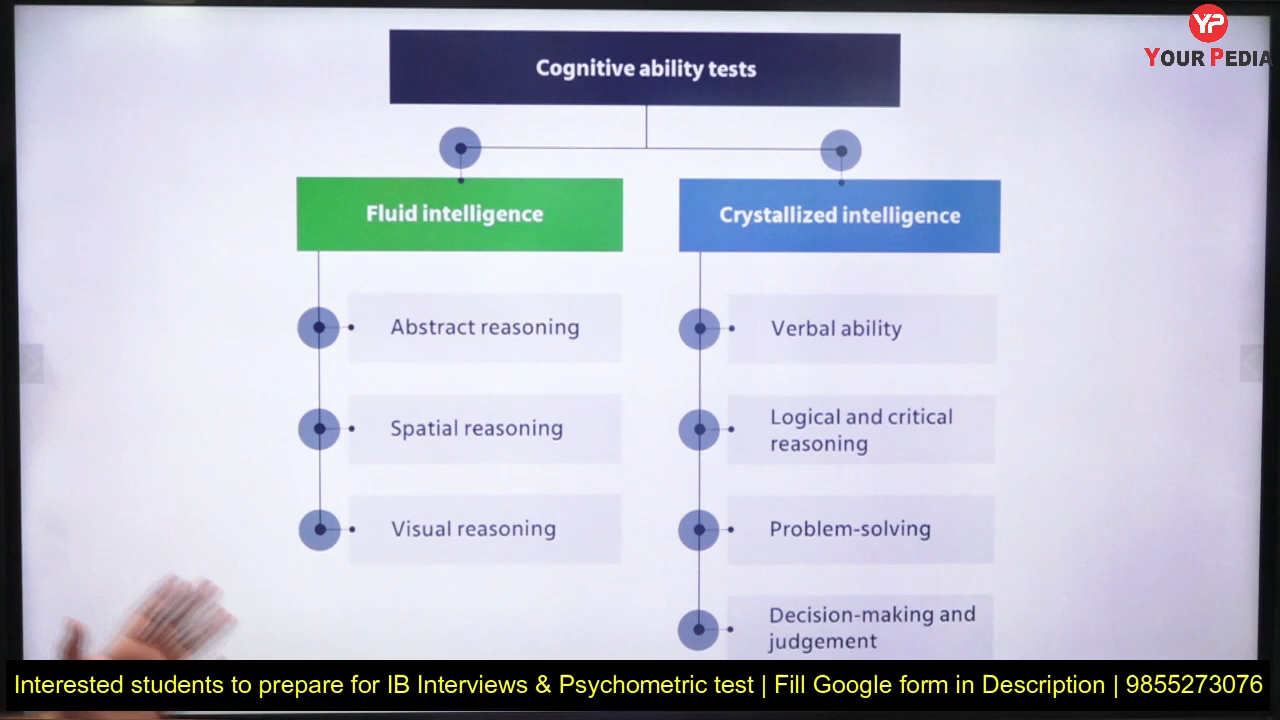 YP
YOUR PEDIA
Cognitive ability tests
Fluid intelligence
Crystallized intelligence
Abstract reasoning
Verbal ability
Spatial reasoning
Logical and critical
reasoning
Visual reasoning
Problem-solving
Decision-making and
judgement
Interested students to prepare for IB Interviews & Psychometric test | Fill Google form in Description | 9855273076